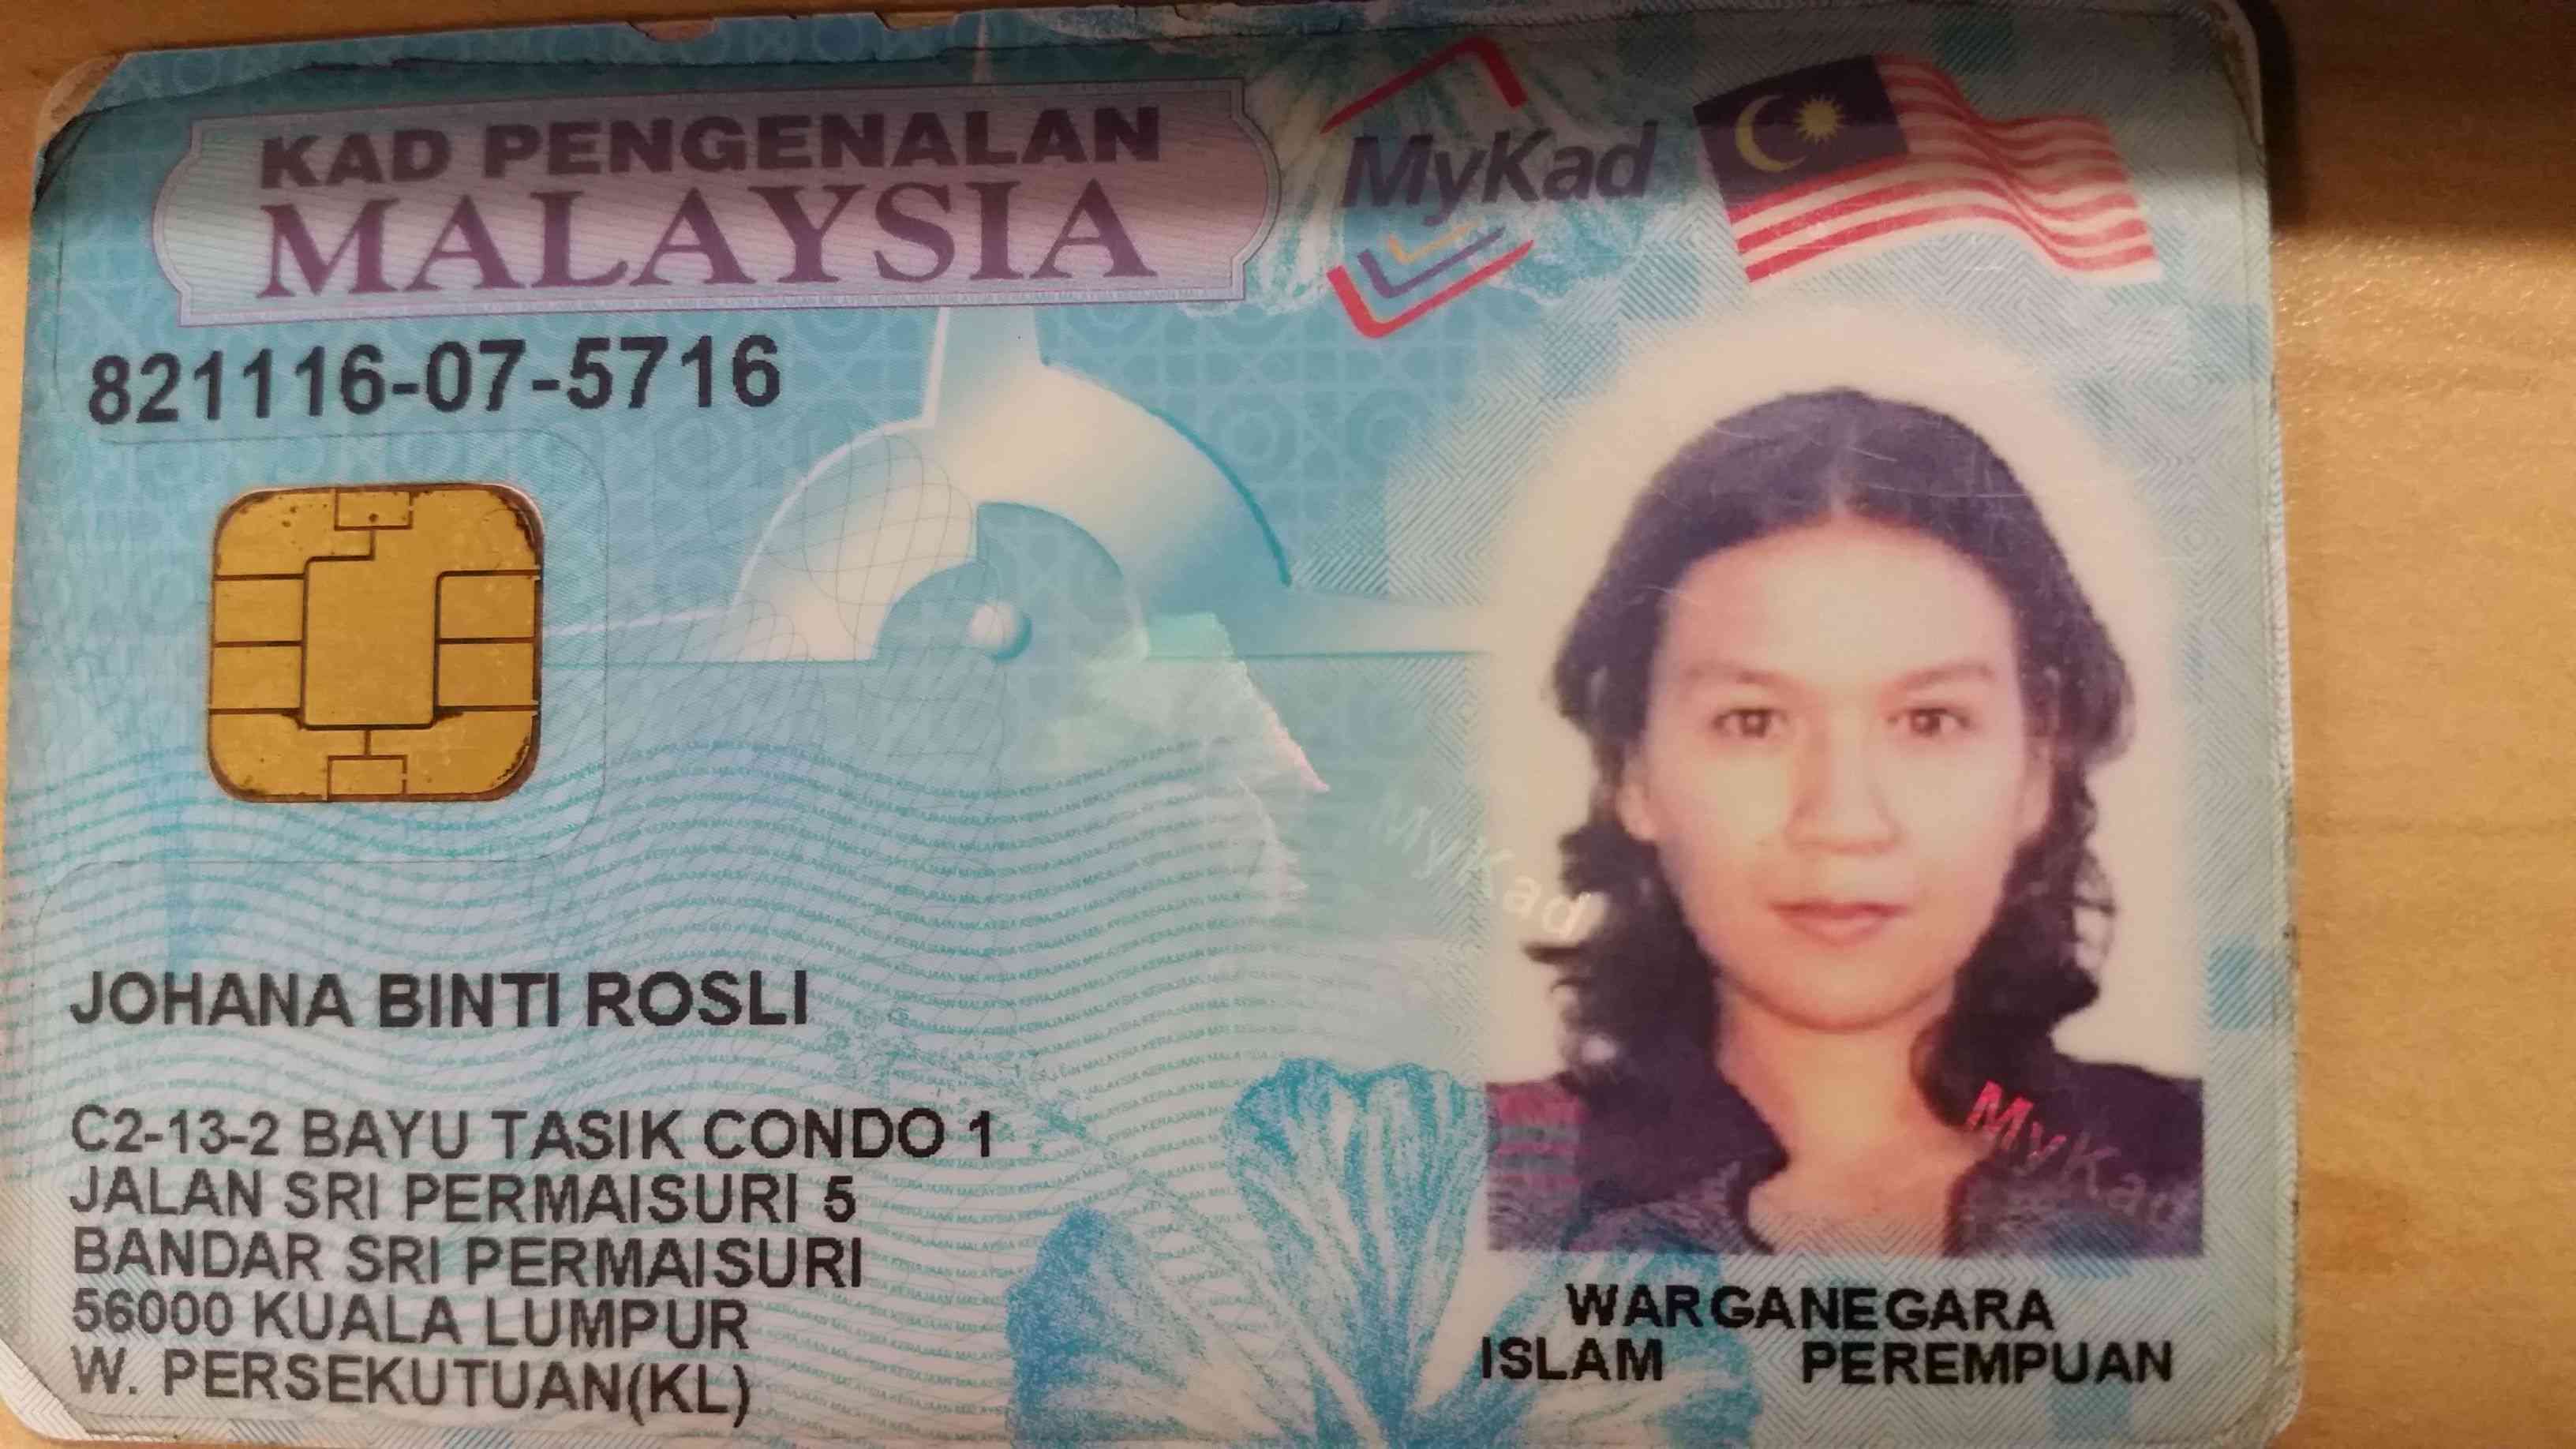 KAD PENGENALAN
MALAYSIA
MyKad
821116-07-5716
MyKad
JOHANA BINTI ROSLI
MyKad
C2-13-2 BAYU TASIK CONDO 1
JALAN SRI PERMAISURI 5
BANDAR SRI PERMAISURI
56000 KUALA LUMPUR
W. PERSEKUTUAN(KL)
WARGANEGARA
ISLAM PEREMPUAN